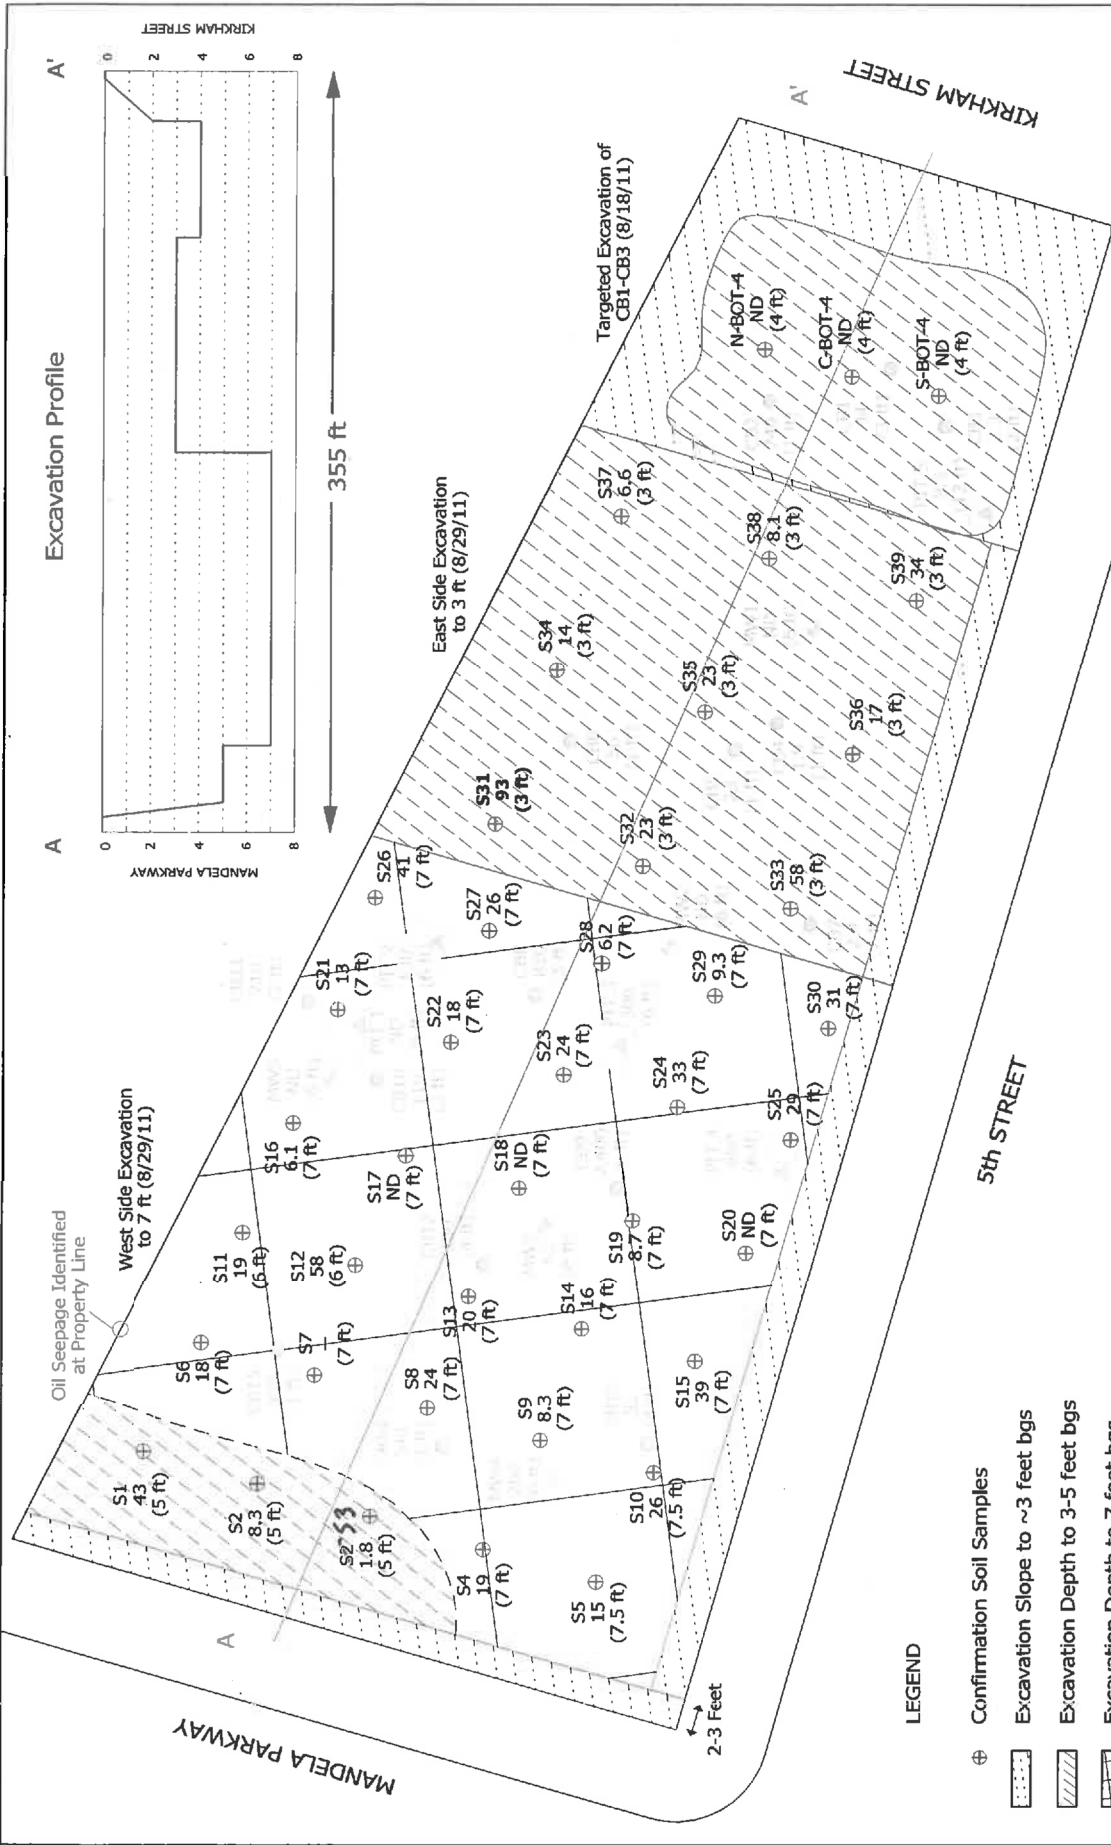 Excavation Profile
A
A'
MANDELA PARKWAY
KIRKHAM STREET
0
2
4
6
8
0
2
4
6
8
355 ft
Oil Seepage Identified
at Property Line
West Side Excavation
to 7 ft (8/29/11)
East Side Excavation
to 3 ft (8/29/11)
Targeted Excavation of
CB1-CB3 (8/18/11)
A
A'
MANDELA PARKWAY
KIRKHAM STREET
5th STREET
2-3 Feet
S1
43
(5 ft)
S2
8.3
(5 ft)
S2 S3
1.8
(5 ft)
S4
19
(7 ft)
S5
15
(7.5 ft)
S6
18
(7 ft)
S7
(7 ft)
S8
24
(7 ft)
S9
8.3
(7 ft)
S10
26
(7.5 ft)
S11
19
(6 ft)
S12
58
(6 ft)
S13
20
(7 ft)
S14
16
(7 ft)
S15
39
(7 ft)
S16
6.1
(7 ft)
S17
ND
(7 ft)
S18
ND
(7 ft)
S19
8.7
(7 ft)
S20
ND
(7 ft)
S21
13
(7 ft)
S22
18
(7 ft)
S23
24
(7 ft)
S24
33
(7 ft)
S25
29
(7 ft)
S26
41
(7 ft)
S27
26
(7 ft)
S28
6.2
(7 ft)
S29
9.3
(7 ft)
S30
31
(7 ft)
S31
93
(3 ft)
S32
23
(3 ft)
S33
58
(3 ft)
S34
14
(3 ft)
S35
23
(3 ft)
S36
17
(3 ft)
S37
6.6
(3 ft)
S38
8.1
(3 ft)
S39
34
(3 ft)
N-BOT-4
ND
(4 ft)
C-BOT-4
ND
(4 ft)
S-BOT-4
ND
(4 ft)
LEGEND
Confirmation Soil Samples
Excavation Slope to ~3 feet bgs
Excavation Depth to 3-5 feet bgs
Excavation Depth to 7 feet bgs